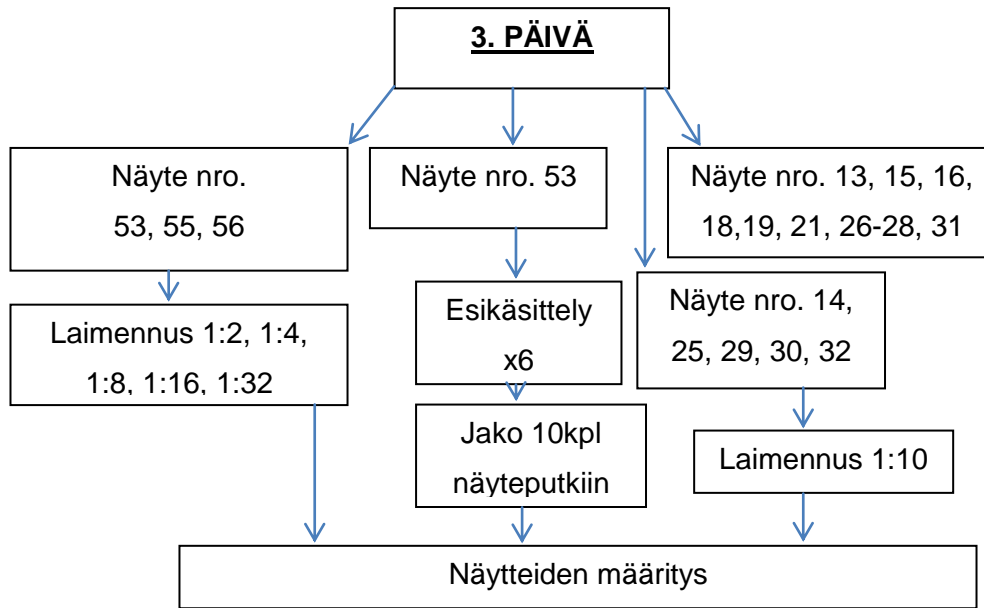 3. PÄIVÄ
Näyte nro.
53, 55, 56
Näyte nro. 53
Näyte nro. 13, 15, 16,
18,19, 21, 26-28, 31
Laimennus 1:2, 1:4,
1:8, 1:16, 1:32
Esikäsittely
x6
Näyte nro. 14,
25, 29, 30, 32
Jako 10kpl
näyteputkiin
Laimennus 1:10
Näytteiden määritys